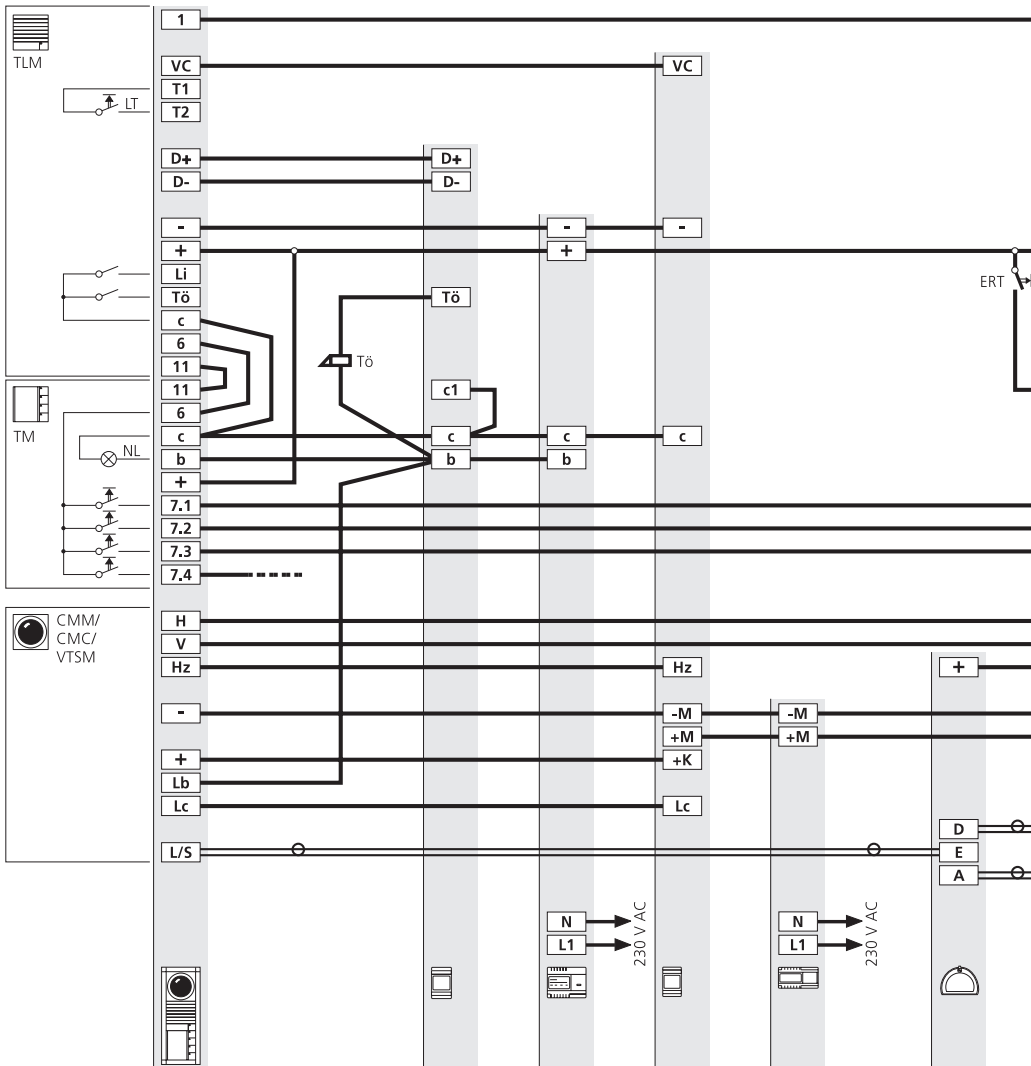 1
TLM
VC VC
T1
LT
T2
D+ D+
D- D-
- - -
+ +
Li
ERT
Tö Tö
c
6
Tö
11
11 c1
TM
6
c c c c
NL
b b b
+
7.1
7.2
7.3
7.4
H
CMM/
CMC/
VTSM
V
Hz Hz +
- -M -M
+M +M
+ +K
Lb
Lc Lc
D
L/S E
A
N N
L1 L1
230 V AC 230 V AC